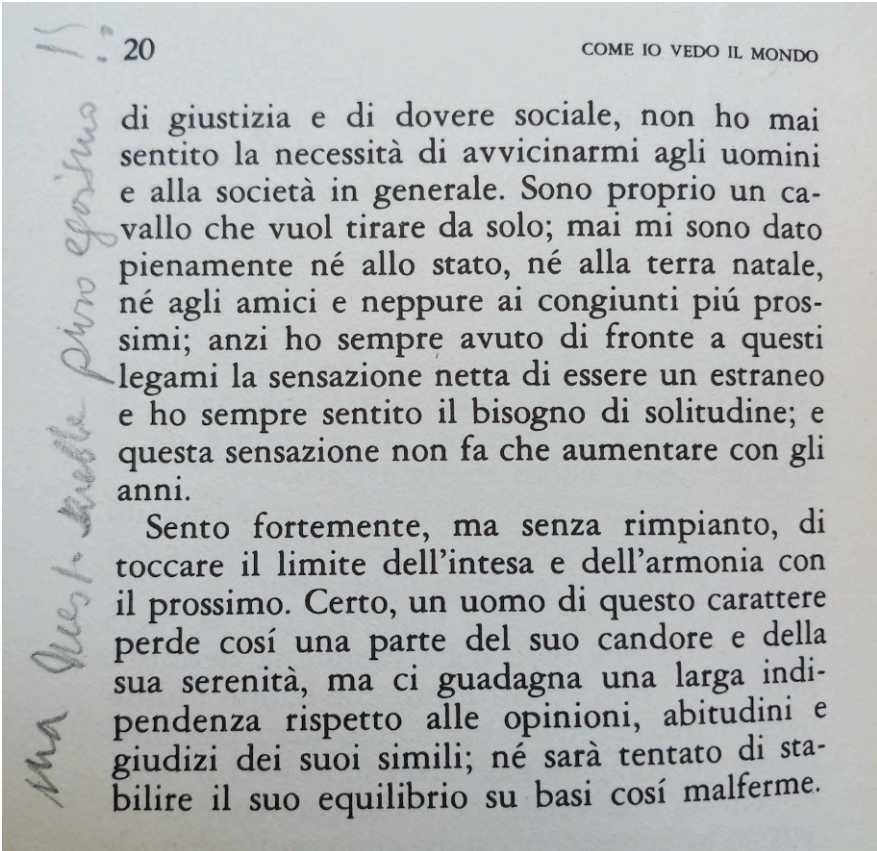 20
COME IO VEDO IL MONDO
di giustizia e di dovere sociale, non ho mai
sentito la necessità di avvicinarmi agli uomini
e alla società in generale. Sono proprio un ca-
vallo che vuol tirare da solo; mai mi sono dato
pienamente né allo stato, né alla terra natale,
né agli amici e neppure ai congiunti piú pros-
simi; anzi ho sempre avuto di fronte a questi
legami la sensazione netta di essere un estraneo
e ho sempre sentito il bisogno di solitudine; e
questa sensazione non fa che aumentare con gli
anni.
Sento fortemente, ma senza rimpianto, di
toccare il limite dell'intesa e dell'armonia con
il prossimo. Certo, un uomo di questo carattere
perde cosí una parte del suo candore e della
sua serenità, ma ci guadagna una larga indi-
pendenza rispetto alle opinioni, abitudini e
giudizi dei suoi simili; né sarà tentato di sta-
bilire il suo equilibrio su basi cosí malferme.
ma Questo sarebbe puro egoismo !?